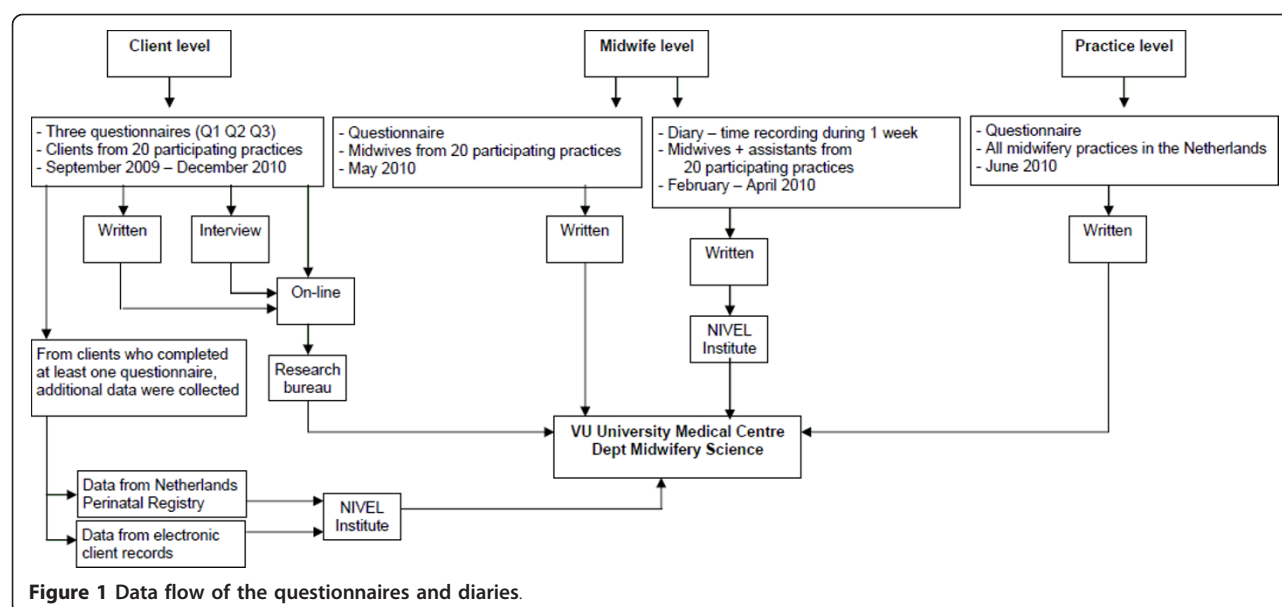 Client level
Midwife level
Practice level
- Three questionnaires (Q1 Q2 Q3)
- Clients from 20 participating practices
- September 2009 – December 2010
- Questionnaire
- Midwives from 20 participating practices
- May 2010
- Diary – time recording during 1 week
- Midwives + assistants from
20 participating practices
- February – April 2010
- Questionnaire
- All midwifery practices in the Netherlands
- June 2010
Written
Interview
Written
Written
Written
On-line
NIVEL
Institute
From clients who completed
at least one questionnaire,
additional data were collected
Research
bureau
VU University Medical Centre
Dept Midwifery Science
Data from Netherlands
Perinatal Registry
NIVEL
Institute
Data from electronic
client records
Figure 1 Data flow of the questionnaires and diaries.